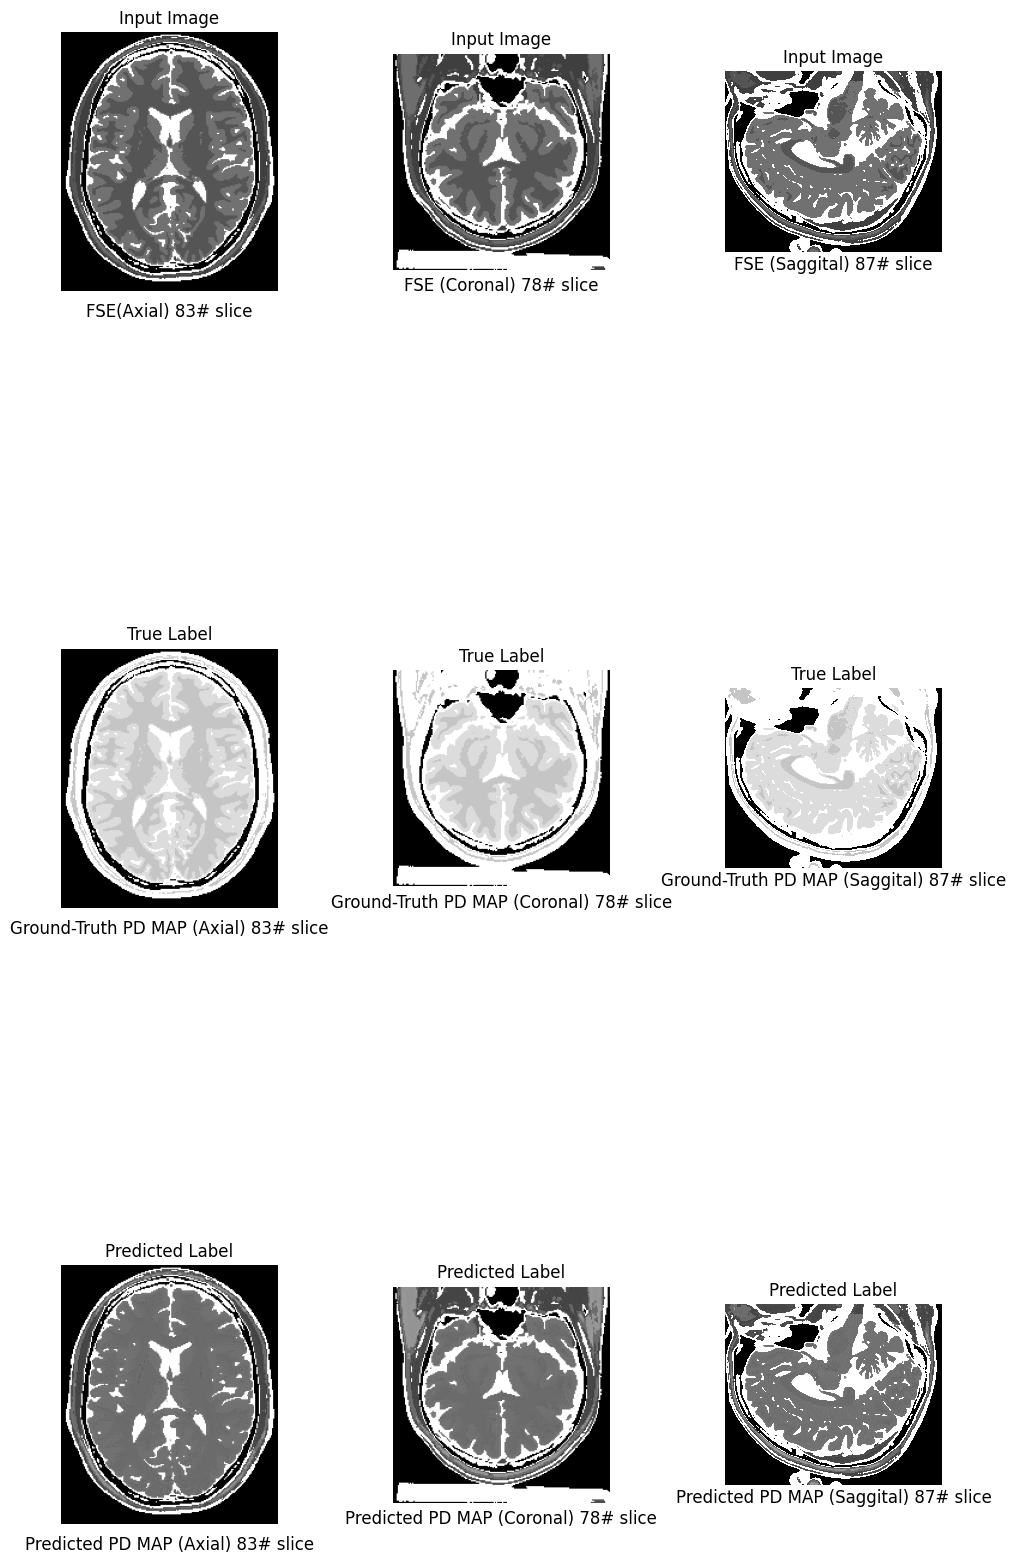 Input Image
Input Image
Input Image
FSE(Axial) 83# slice
FSE (Coronal) 78# slice
FSE (Saggital) 87# slice
True Label
True Label
True Label
Ground-Truth PD MAP (Axial) 83# slice
Ground-Truth PD MAP (Coronal) 78# slice
Ground-Truth PD MAP (Saggital) 87# slice
Predicted Label
Predicted Label
Predicted Label
Predicted PD MAP (Axial) 83# slice
Predicted PD MAP (Coronal) 78# slice
Predicted PD MAP (Saggital) 87# slice